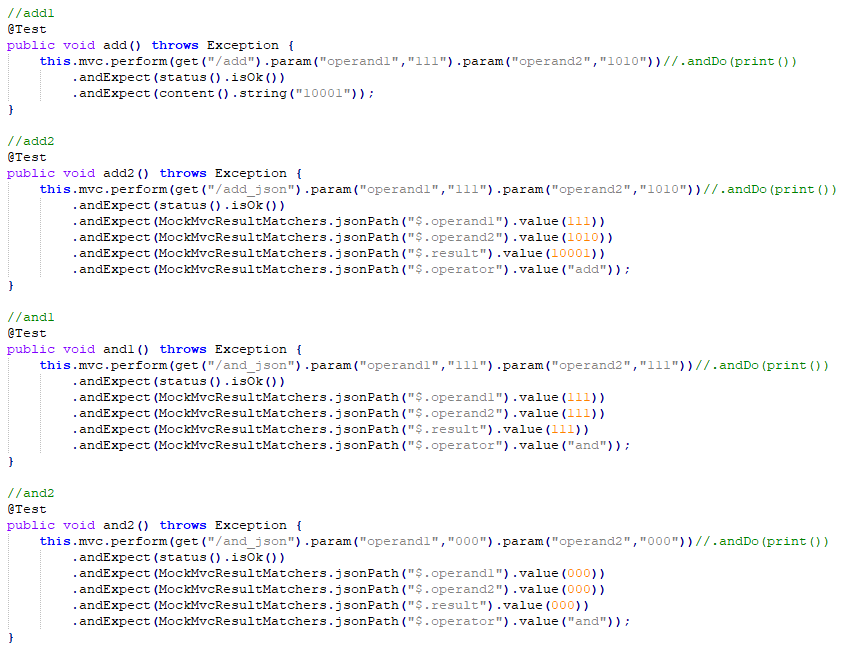 //add1
@Test
public void add() throws Exception {
    this.mvc.perform(get("/add").param("operand1","111").param("operand2","1010"))//.andDo(print())
        .andExpect(status().isOk())
        .andExpect(content().string("10001"));
}

//add2
@Test
public void add2() throws Exception {
    this.mvc.perform(get("/add_json").param("operand1","111").param("operand2","1010"))//.andDo(print())
        .andExpect(status().isOk())
        .andExpect(MockMvcResultMatchers.jsonPath("$.operand1").value(111))
        .andExpect(MockMvcResultMatchers.jsonPath("$.operand2").value(1010))
        .andExpect(MockMvcResultMatchers.jsonPath("$.result").value(10001))
        .andExpect(MockMvcResultMatchers.jsonPath("$.operator").value("add"));
}

//and1
@Test
public void and1() throws Exception {
    this.mvc.perform(get("/and_json").param("operand1","111").param("operand2","111"))//.andDo(print())
        .andExpect(status().isOk())
        .andExpect(MockMvcResultMatchers.jsonPath("$.operand1").value(111))
        .andExpect(MockMvcResultMatchers.jsonPath("$.operand2").value(111))
        .andExpect(MockMvcResultMatchers.jsonPath("$.result").value(111))
        .andExpect(MockMvcResultMatchers.jsonPath("$.operator").value("and"));
}

//and2
@Test
public void and2() throws Exception {
    this.mvc.perform(get("/and_json").param("operand1","000").param("operand2","000"))//.andDo(print())
        .andExpect(status().isOk())
        .andExpect(MockMvcResultMatchers.jsonPath("$.operand1").value(000))
        .andExpect(MockMvcResultMatchers.jsonPath("$.operand2").value(000))
        .andExpect(MockMvcResultMatchers.jsonPath("$.result").value(000))
        .andExpect(MockMvcResultMatchers.jsonPath("$.operator").value("and"));
}